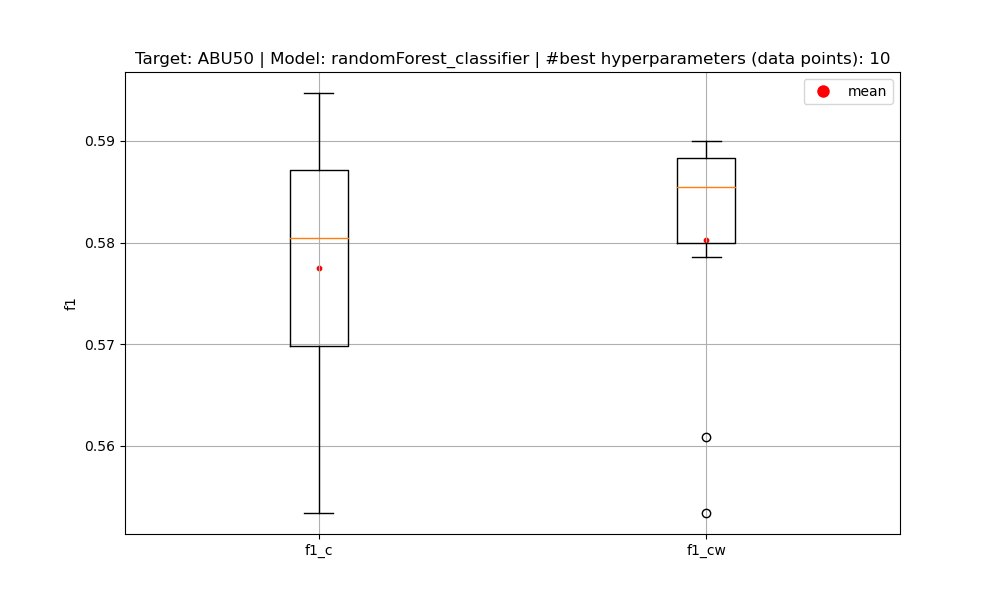 Target: ABU50 | Model: randomForest_classifier | #best hyperparameters (data points): 10
mean
0.59
0.58
0.57
0.56
f1
f1_c
f1_cw